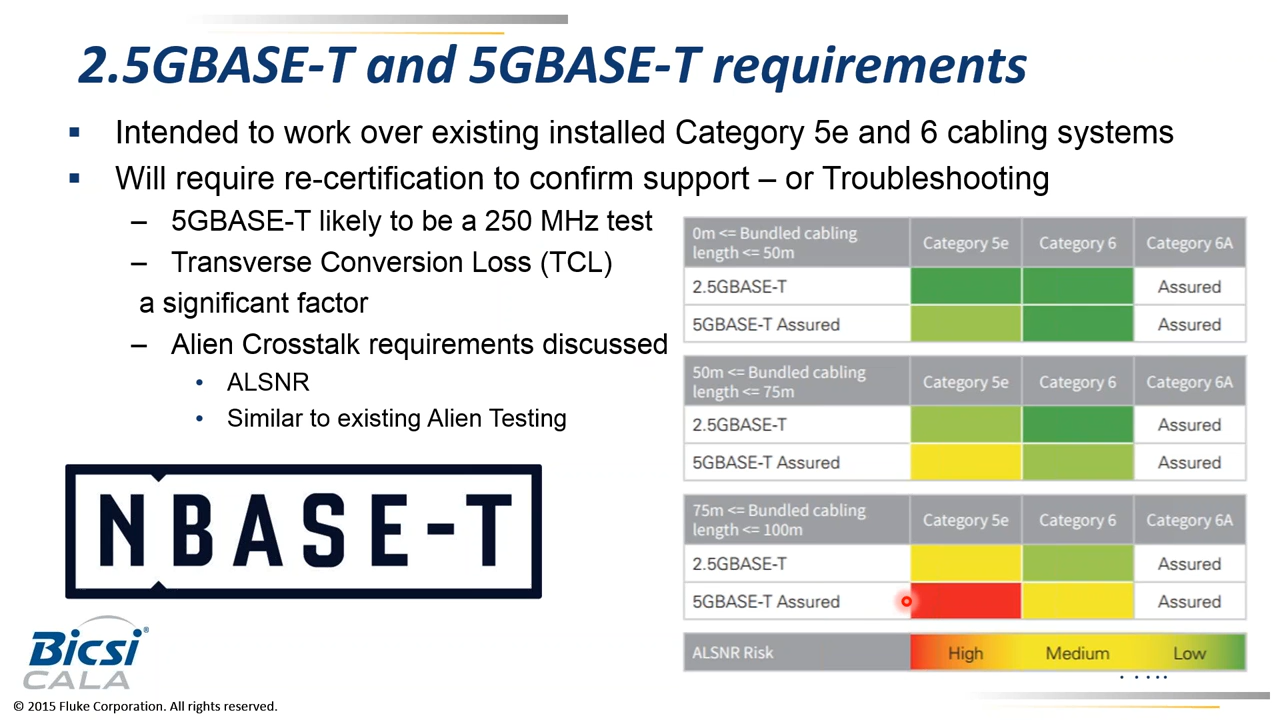 2.5GBASE-T and 5GBASE-T requirements
▪ Intended to work over existing installed Category 5e and 6 cabling systems
▪ Will require re-certification to confirm support – or Troubleshooting
– 5GBASE-T likely to be a 250 MHz test
– Transverse Conversion Loss (TCL)
a significant factor
– Alien Crosstalk requirements discussed
• ALSNR
• Similar to existing Alien Testing
NBASE-T
0m <= Bundled cabling
length <= 50m
Category 5e Category 6 Category 6A
2.5GBASE-T Assured
5GBASE-T Assured Assured
50m <= Bundled cabling
length <= 75m
Category 5e Category 6 Category 6A
2.5GBASE-T Assured
5GBASE-T Assured Assured
75m <= Bundled cabling
length <= 100m
Category 5e Category 6 Category 6A
2.5GBASE-T Assured
5GBASE-T Assured Assured
ALSNR Risk High Medium Low
Bicsi®
CALA
© 2015 Fluke Corporation. All rights reserved.